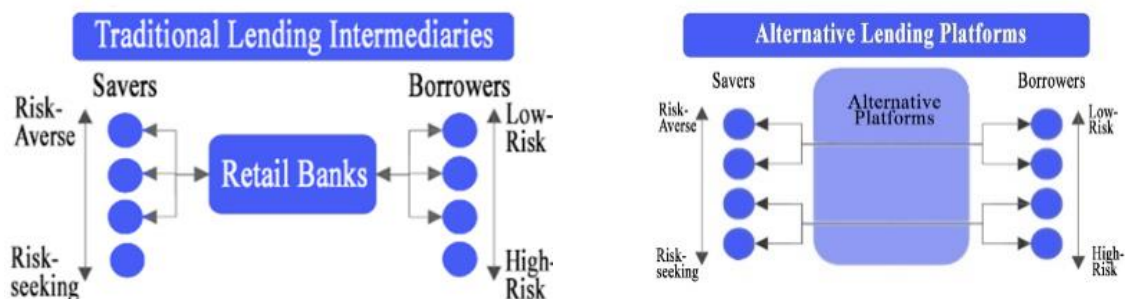 Traditional Lending Intermediaries
Savers
Borrowers
Risk-
Averse
Low-
Risk
Retail Banks
Risk-
seeking
High-
Risk
Alternative Lending Platforms
Savers
Borrowers
Alternative
Platforms
Risk-
Averse
Low-
Risk
Risk-
seeking
High-
Risk